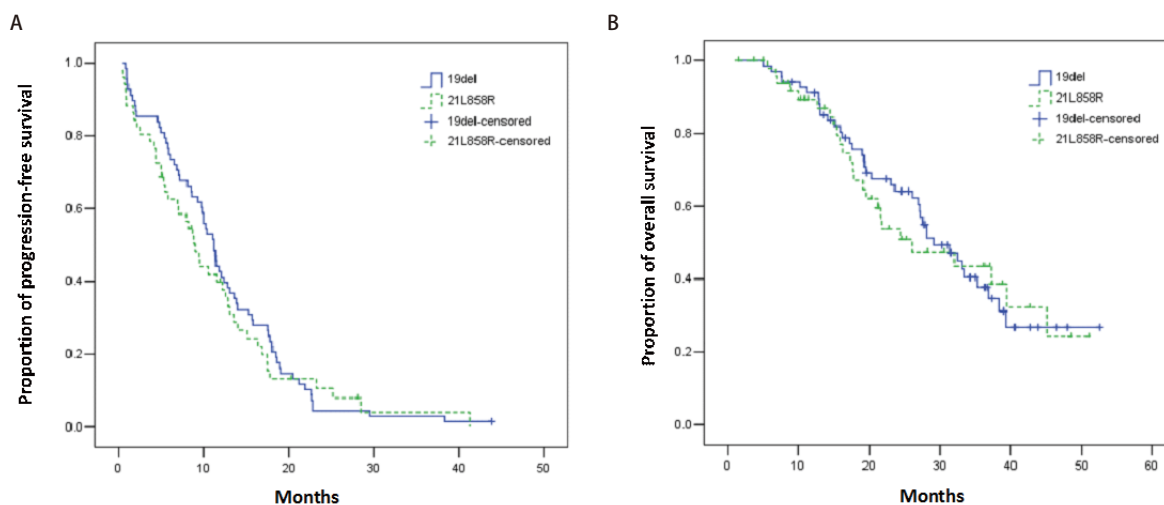 A
Proportion of progression-free survival
1.0
0.8
0.6
0.4
0.2
0.0
19del
21L858R
19del-censored
21L858R-censored
0 10 20 30 40 50
Months
B
Proportion of overall survival
1.0
0.8
0.6
0.4
0.2
0.0
19del
21L858R
19del-censored
21L858R-censored
0 10 20 30 40 50 60
Months